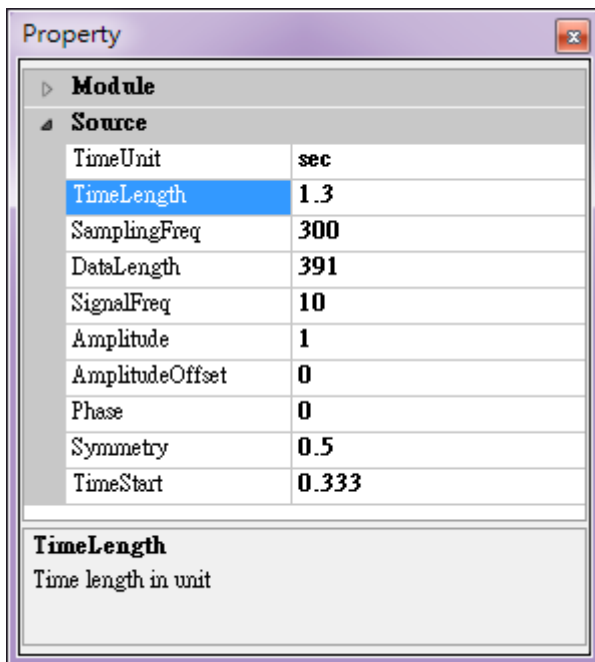 Property
Module
Source
TimeUnit sec
TimeLength 1.3
SamplingFreq 300
DataLength 391
SignalFreq 10
Amplitude 1
AmplitudeOffset 0
Phase 0
Symmetry 0.5
TimeStart 0.333
TimeLength
Time length in unit